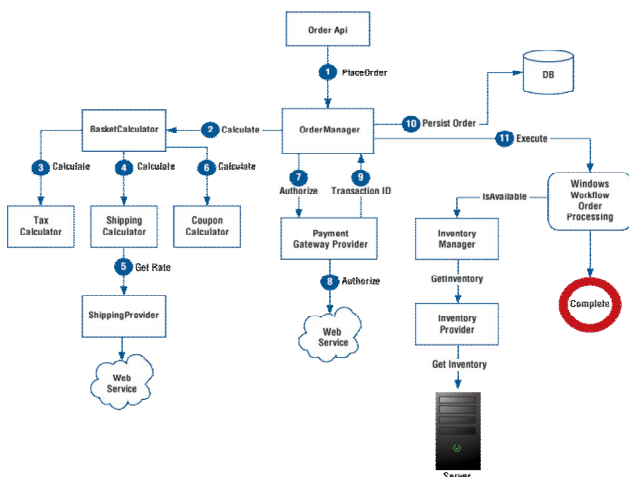 Order Api
1 PlaceOrder
DB
BasketCalculator
2 Calculate
OrderManager
10 Persist Order
11 Execute
3 Calculate
4 Calculate
6 Calculate
7 Authorize
9 Transaction ID
IsAvailable
Windows
Workflow
Order
Processing
Tax
Calculator
Shipping
Calculator
Coupon
Calculator
Payment
Gateway Provider
Inventory
Manager
5 Get Rate
8 Authorize
GetInventory
Complete
ShippingProvider
Web
Service
Inventory
Provider
Get Inventory
Web
Service
Server